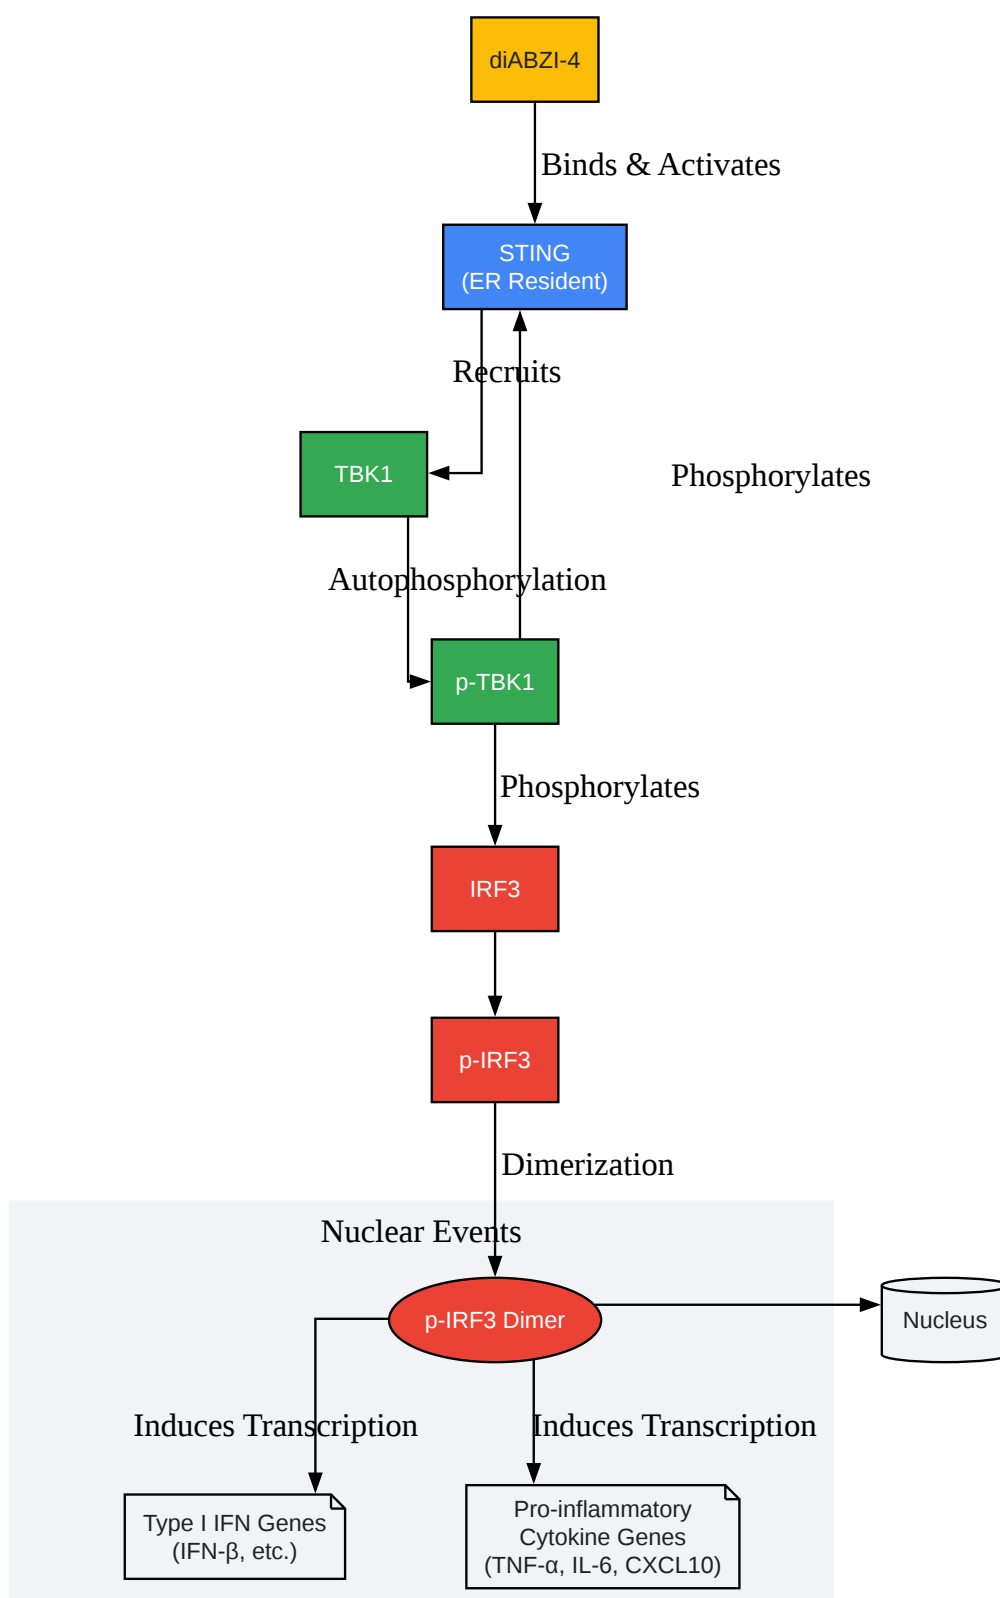 diABZI-4
Binds & Activates
STING
(ER Resident)
Recruits
TBK1
Phosphorylates
Autophosphorylation
p-TBK1
Phosphorylates
IRF3
p-IRF3
Dimerization
Nuclear Events
p-IRF3 Dimer
Nucleus
Induces Transcription
Induces Transcription
Type I IFN Genes
(IFN-β, etc.)
Pro-inflammatory
Cytokine Genes
(TNF-α, IL-6, CXCL10)